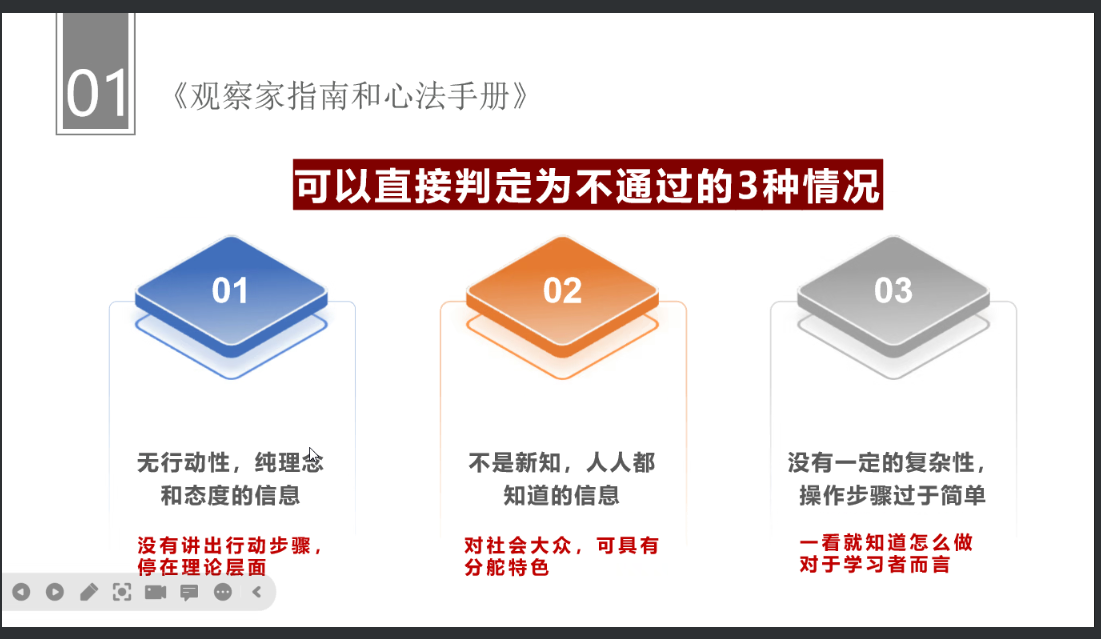 01
《观察家指南和心法手册》
可以直接判定为不通过的3种情况
01
02
03
无行动性，纯理念
和态度的信息
没有讲出行动步骤，
停在理论层面
不是新知，人人都
知道的信息
对社会大众，可具有
分舵特色
没有一定的复杂性，
操作步骤过于简单
一看就知道怎么做
对于学习者而言